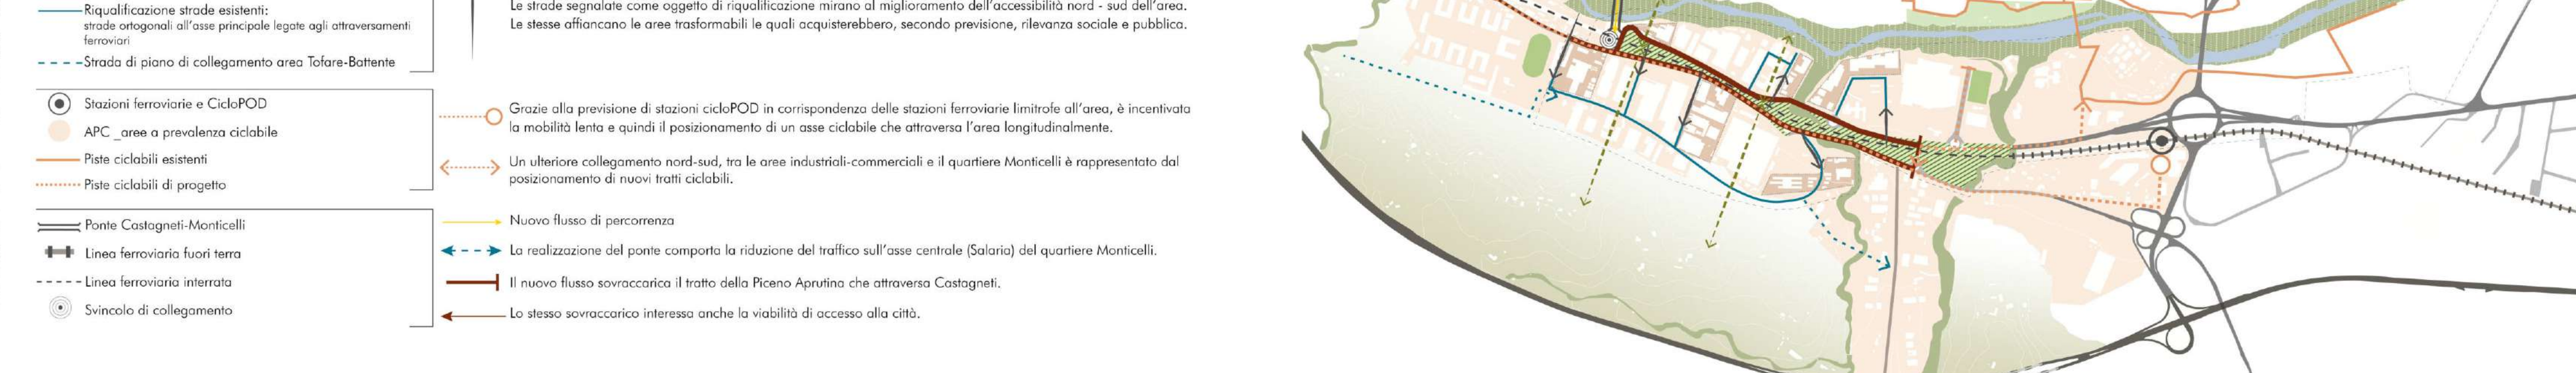 Riqualificazione strade esistenti:
strade ortogonali all'asse principale legate agli attraversamenti
ferroviari
Strada di piano di collegamento area Tofare-Battente
Le strade segnalate come oggetto di riqualificazione mirano al miglioramento dell'accessibilità nord - sud dell'area.
Le stesse affiancano le aree trasformabili le quali acquisterebbero, secondo previsione, rilevanza sociale e pubblica.
Stazioni ferroviarie e CicloPOD
APC _aree a prevalenza ciclabile
Piste ciclabili esistenti
Piste ciclabili di progetto
Grazie alla previsione di stazioni cicloPOD in corrispondenza delle stazioni ferroviarie limitrofe all'area, è incentivata
la mobilità lenta e quindi il posizionamento di un asse ciclabile che attraversa l'area longitudinalmente.
Un ulteriore collegamento nord-sud, tra le aree industriali-commerciali e il quartiere Monticelli è rappresentato dal
posizionamento di nuovi tratti ciclabili.
Ponte Castagneti-Monticelli
Linea ferroviaria fuori terra
Linea ferroviaria interrata
Svincolo di collegamento
Nuovo flusso di percorrenza
La realizzazione del ponte comporta la riduzione del traffico sull'asse centrale (Salaria) del quartiere Monticelli.
Il nuovo flusso sovraccarica il tratto della Piceno Aprutina che attraversa Castagneti.
Lo stesso sovraccarico interessa anche la viabilità di accesso alla città.